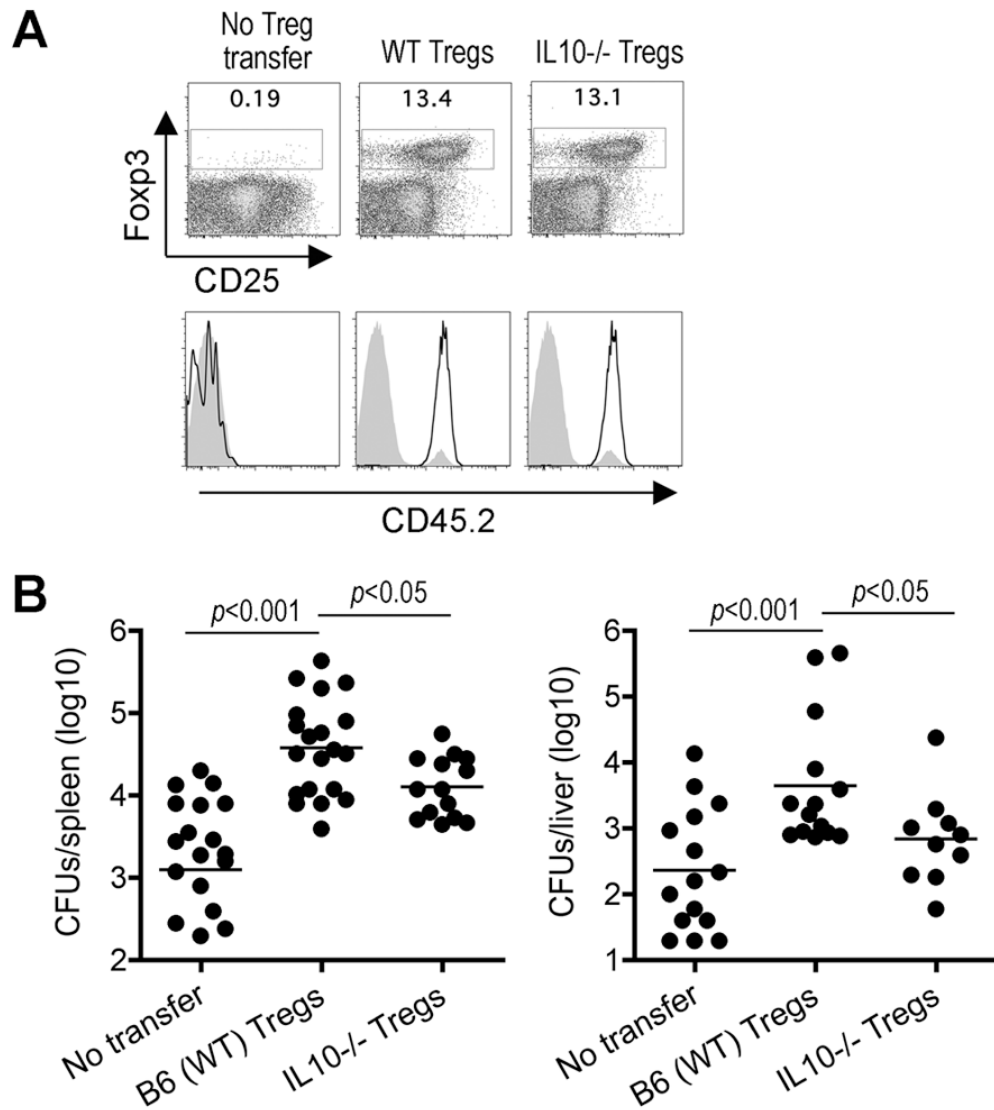 A
No Treg
transfer
WT Tregs
IL10-/- Tregs
0.19
13.4
13.1
Foxp3
CD25
CD45.2
B
p<0.001
p<0.05
6
5
4
3
2
CFUs/spleen (log10)
No transfer
B6 (WT) Tregs
IL10-/- Tregs
p<0.001
p<0.05
6
5
4
3
2
1
CFUs/liver (log10)
No transfer
B6 (WT) Tregs
IL10-/- Tregs